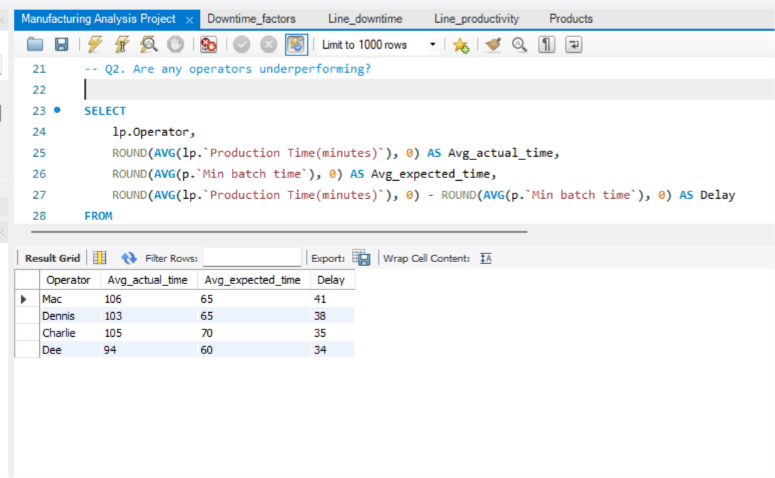 Manufacturing Analysis Project × Downtime_factors Line_downtime Line_productivity Products
Limit to 1000 rows
21 -- Q2. Are any operators underperforming?
22
23 SELECT
24 lp.Operator,
25 ROUND(AVG(lp.`Production Time(minutes)`), 0) AS Avg_actual_time,
26 ROUND(AVG(p.`Min batch time`), 0) AS Avg_expected_time,
27 ROUND(AVG(lp.`Production Time(minutes)`), 0) - ROUND(AVG(p.`Min batch time`), 0) AS Delay
28 FROM
Result Grid Filter Rows: Export: Wrap Cell Content:
Operator Avg_actual_time Avg_expected_time Delay
Mac 106 65 41
Dennis 103 65 38
Charlie 105 70 35
Dee 94 60 34